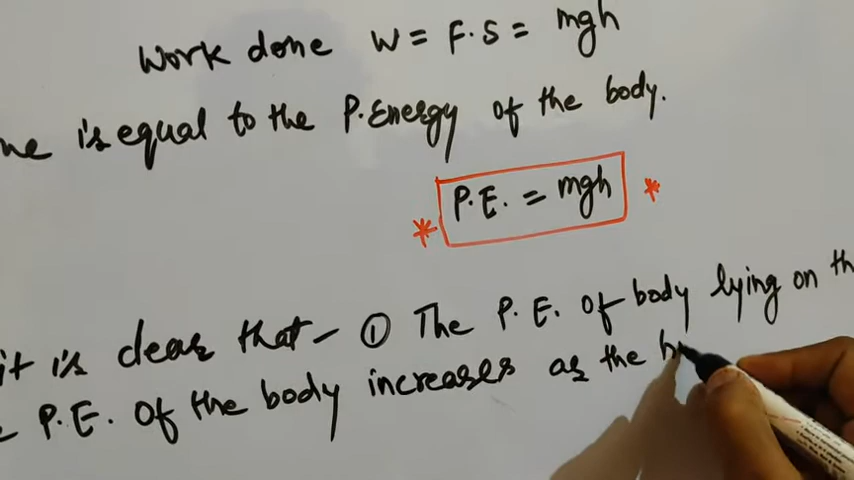 Work done W = F.S = mgh
ne is equal to the P.Energy of the body.
* P.E. = mgh *
it is clear that - ① The P.E. of body lying on th
P.E. of the body increases as the